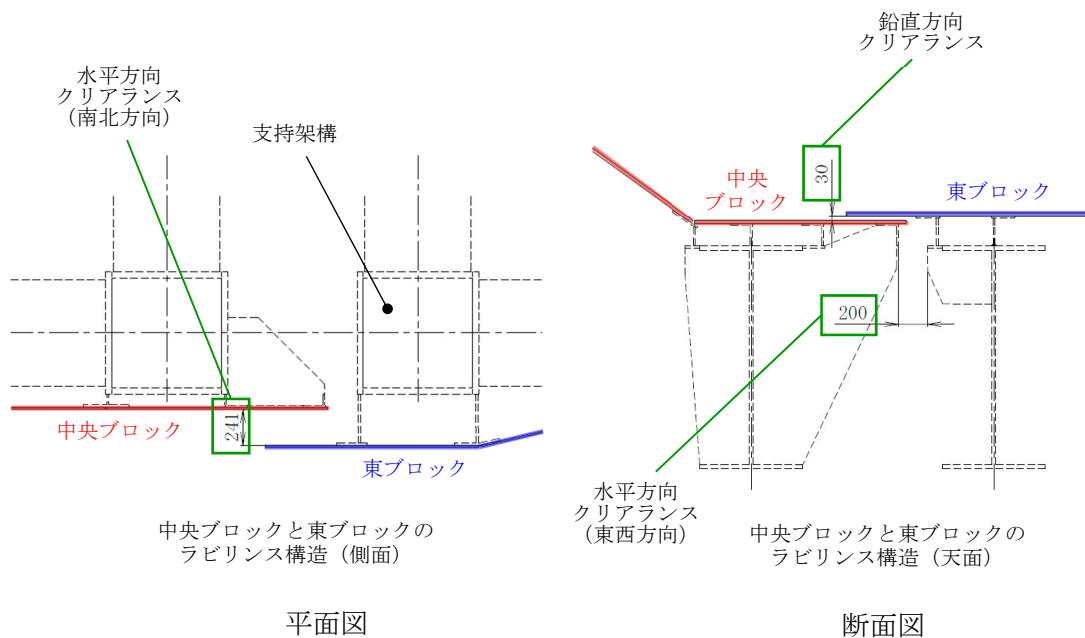 水平方向
クリアランス
（南北方向）
支持架構
241
中央ブロック
東ブロック
中央ブロックと東ブロックの
ラビリンス構造（側面）
平面図
鉛直方向
クリアランス
30
中央
ブロック
東ブロック
200
水平方向
クリアランス
（東西方向）
中央ブロックと東ブロックの
ラビリンス構造（天面）
断面図